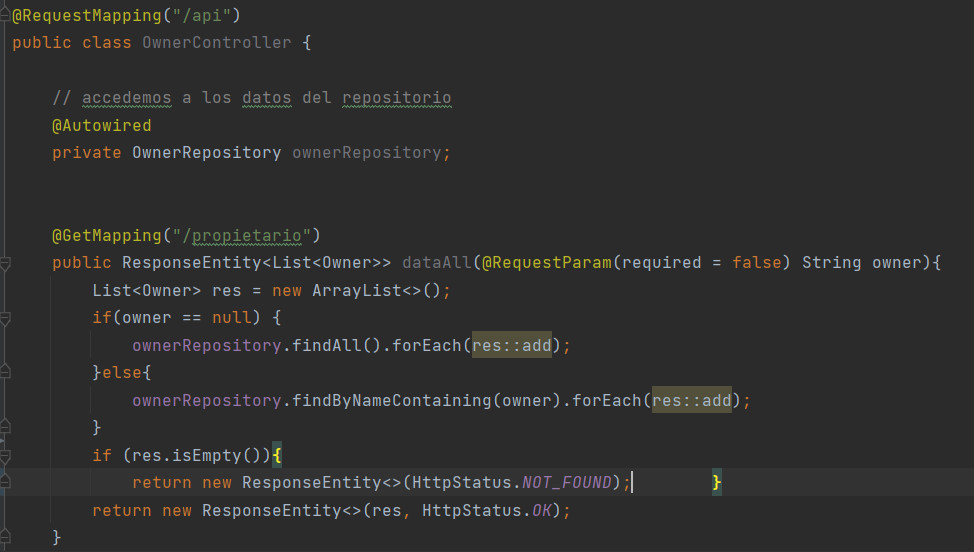 @RequestMapping("/api")
public class OwnerController {
// accedemos a los datos del repositorio
@Autowired
private OwnerRepository ownerRepository;
@GetMapping("/propietario")
public ResponseEntity<List<Owner>> dataAll(@RequestParam(required = false) String owner){
List<Owner> res = new ArrayList<>();
if(owner == null) {
ownerRepository.findAll().forEach(res::add);
}else{
ownerRepository.findByNameContaining(owner).forEach(res::add);
}
if (res.isEmpty()){
return new ResponseEntity<>(HttpStatus.NOT_FOUND); }
return new ResponseEntity<>(res, HttpStatus.OK);
}